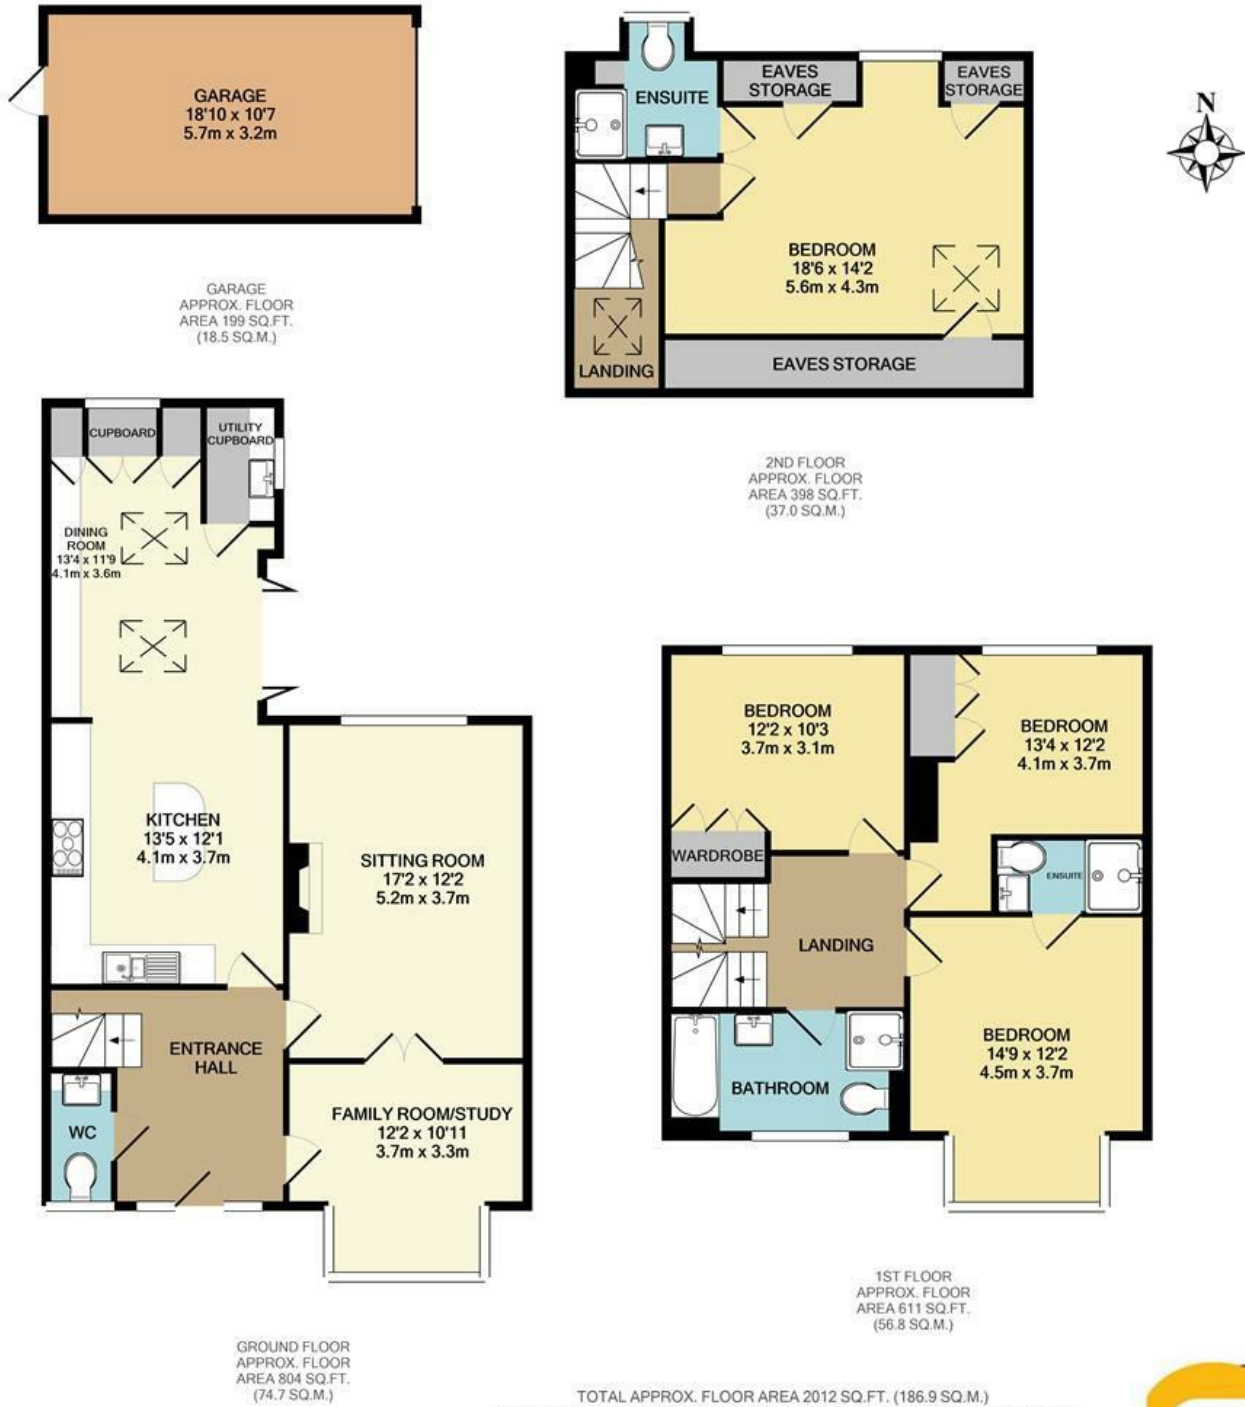 GARAGE
18'10 x 10'7
5.7m x 3.2m
GARAGE
APPROX. FLOOR
AREA 199 SQ.FT.
(18.5 SQ.M.)
ENSUITE
EAVES
STORAGE
EAVES
STORAGE
BEDROOM
18'6 x 14'2
5.6m x 4.3m
LANDING
EAVES STORAGE
2ND FLOOR
APPROX. FLOOR
AREA 398 SQ.FT.
(37.0 SQ.M.)
N
CUPBOARD
UTILITY
CUPBOARD
DINING
ROOM
13'4 x 11'9
4.1m x 3.6m
KITCHEN
13'5 x 12'1
4.1m x 3.7m
SITTING ROOM
17'2 x 12'2
5.2m x 3.7m
ENTRANCE
HALL
WC
FAMILY ROOM/STUDY
12'2 x 10'11
3.7m x 3.3m
GROUND FLOOR
APPROX. FLOOR
AREA 804 SQ.FT.
(74.7 SQ.M.)
BEDROOM
12'2 x 10'3
3.7m x 3.1m
BEDROOM
13'4 x 12'2
4.1m x 3.7m
WARDROBE
ENSUITE
LANDING
BEDROOM
14'9 x 12'2
4.5m x 3.7m
BATHROOM
1ST FLOOR
APPROX. FLOOR
AREA 611 SQ.FT.
(56.8 SQ.M.)
TOTAL APPROX. FLOOR AREA 2012 SQ.FT. (186.9 SQ.M.)